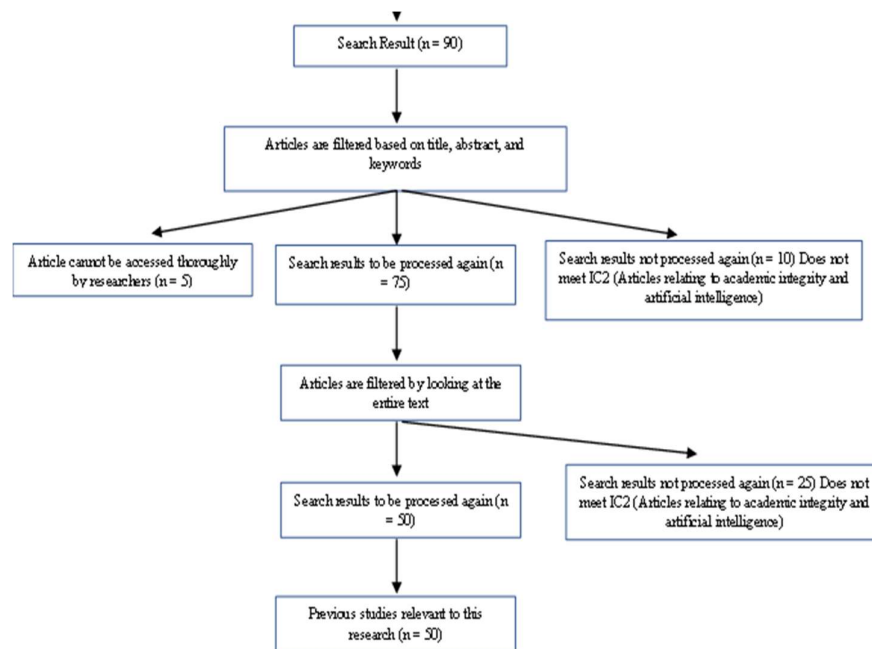 Search Result (n = 90)
Articles are filtered based on title, abstract, and
keywords
Article cannot be accessed thoroughly
by researchers (n = 5)
Search results to be processed again (n
= 75)
Search results not processed again (n = 10) Does not
meet IC2 (Articles relating to academic integrity and
artificial intelligence)
Articles are filtered by looking at the
entire text
Search results to be processed again (n
= 50)
Search results not processed again (n = 25) Does not
meet IC2 (Articles relating to academic integrity and
artificial intelligence)
Previous studies relevant to this
research (n = 50)